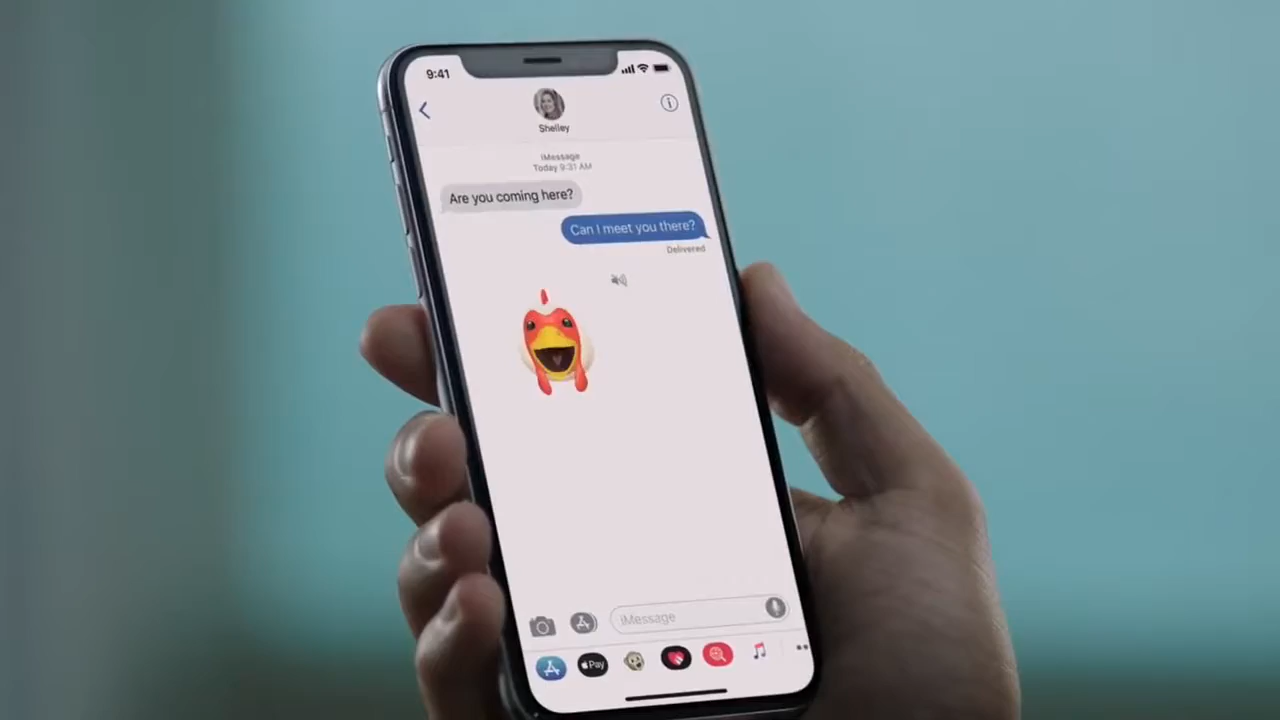 9:41
Shelley
iMessage
Today 9:31 AM
Are you coming here?
Can I meet you there?
Delivered
iMessage
Pay